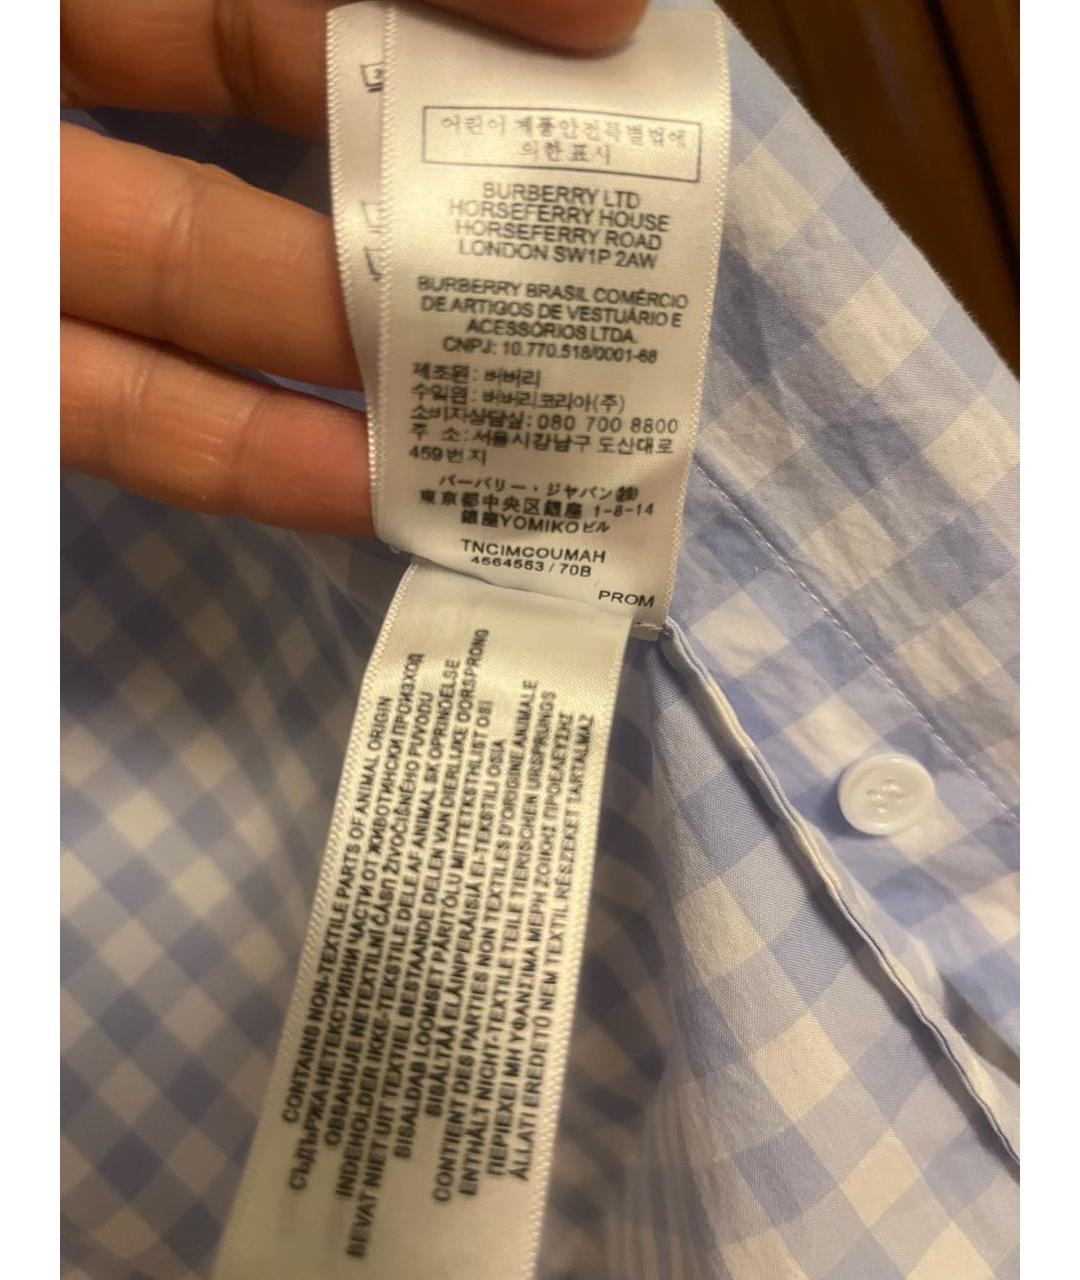 어린이제품안전특별법에
의한 표시
BURBERRY LTD
HORSEFERRY HOUSE
HORSEFERRY ROAD
LONDON SW1P 2AW
BURBERRY BRASIL COMÉRCIO
DE ARTIGOS DE VESTUÁRIO E
ACESSÓRIOS LTDA.
CNPJ: 10.770.518/0001-68
제조원: 버버리
수입원: 버버리코리아(주)
소비자상담실: 080 700 8800
주 소: 서울시강남구 도산대로
459번지
バーバリー・ジャパン㈱
東京都中央区銀座 1-8-14
銀座YOMIKOビル
TNCIMCOUMAH
4564553 / 70B
PROM
CONTAINS NON-TEXTILE PARTS OF ANIMAL ORIGIN
СЪДЪРЖА НЕТЕКСТИЛНИ ЧАСТИ ОТ ЖИВОТИНСКИ ПРОИЗХОД
OBSAHUJE NETEXTILNÍ ČÁSTI ŽIVOČIŠNÉHO PŮVODU
INDEHOLDER IKKE-TEKSTILE DELE AF ANIMALSK OPRINDELSE
BEVAT NIET UIT TEXTIEL BESTAANDE DELEN VAN DIERLIJKE OORSPRONG
SISALDAB LOOMSET PÄRITOLU MITTETEKSTIILIST OSI
SISÄLTÄÄ ELÄINPERÄISIÄ EI-TEKSTIILIOSIA
CONTIENT DES PARTIES NON TEXTILES D'ORIGINE ANIMALE
ENTHÄLT NICHT-TEXTILE TEILE TIERISCHEN URSPRUNGS
ΠΕΡΙΕΧΕΙ ΜΗ ΥΦΑΝΣΙΜΑ ΜΕΡΗ ΖΩΙΚΗΣ ΠΡΟΕΛΕΥΣΗΣ
ÁLLATI EREDETŰ NEM TEXTIL RÉSZEKET TARTALMAZ